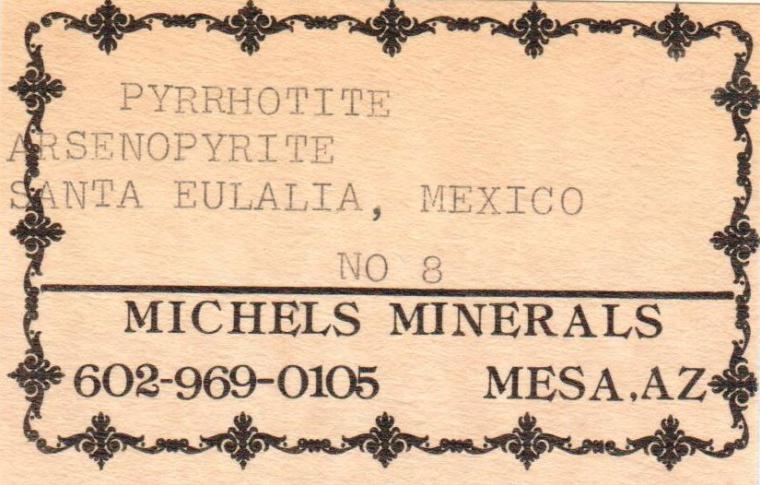 PYRRHOTITE
ARSENOPYRITE
SANTA EULALIA, MEXICO
NO 8
MICHELS MINERALS
602-969-0105 MESA, AZ